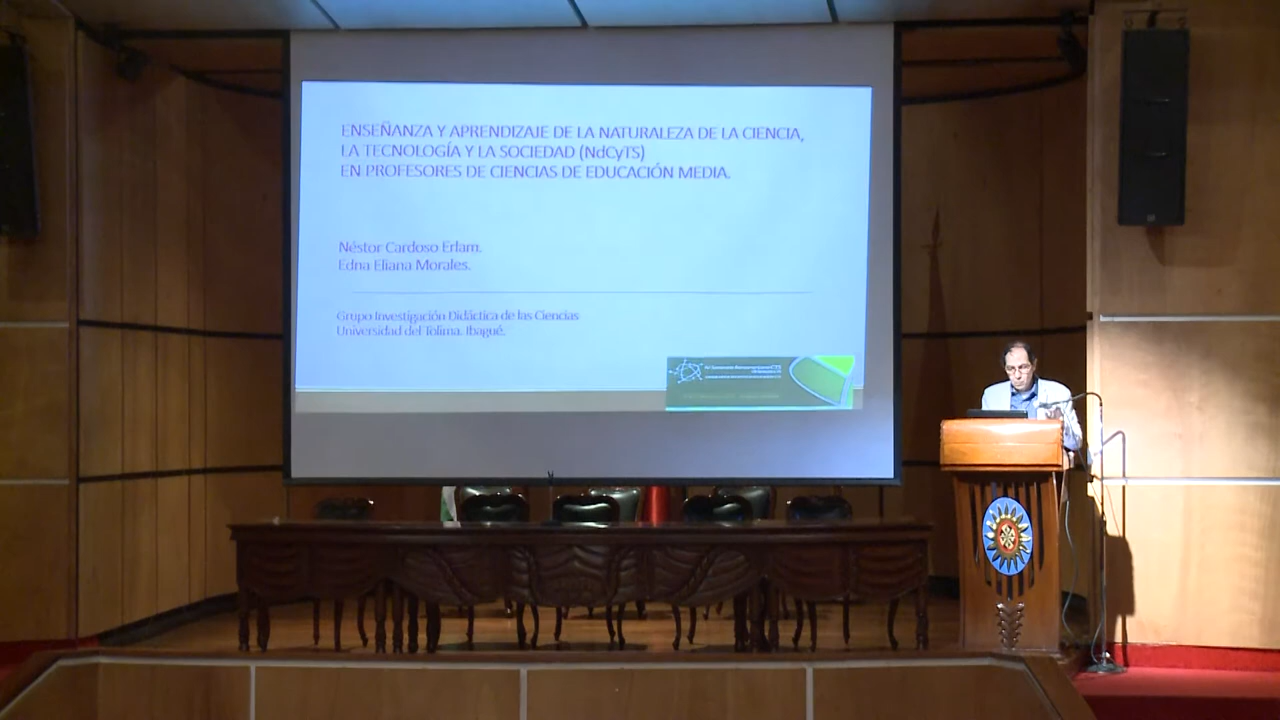 ENSEÑANZA Y APRENDIZAJE DE LA NATURALEZA DE LA CIENCIA,
LA TECNOLOGÍA Y LA SOCIEDAD (NdCyTS)
EN PROFESORES DE CIENCIAS DE EDUCACIÓN MEDIA.
Néstor Cardoso Erlam.
Edna Eliana Morales.
Grupo Investigación Didáctica de las Ciencias
Universidad del Tolima. Ibagué.